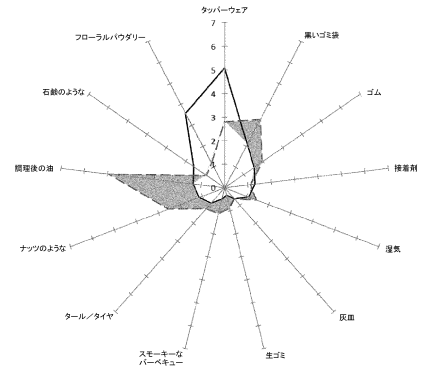 タッパーウェア
7
フローラルパウダリー
黒いゴミ袋
6
5
石鹸のような
ゴム
4
3
2
調理後の油
接着剤
1
0
ナッツのような
湿気
タール／タイヤ
灰皿
スモーキーな
バーベキュー
生ゴミ